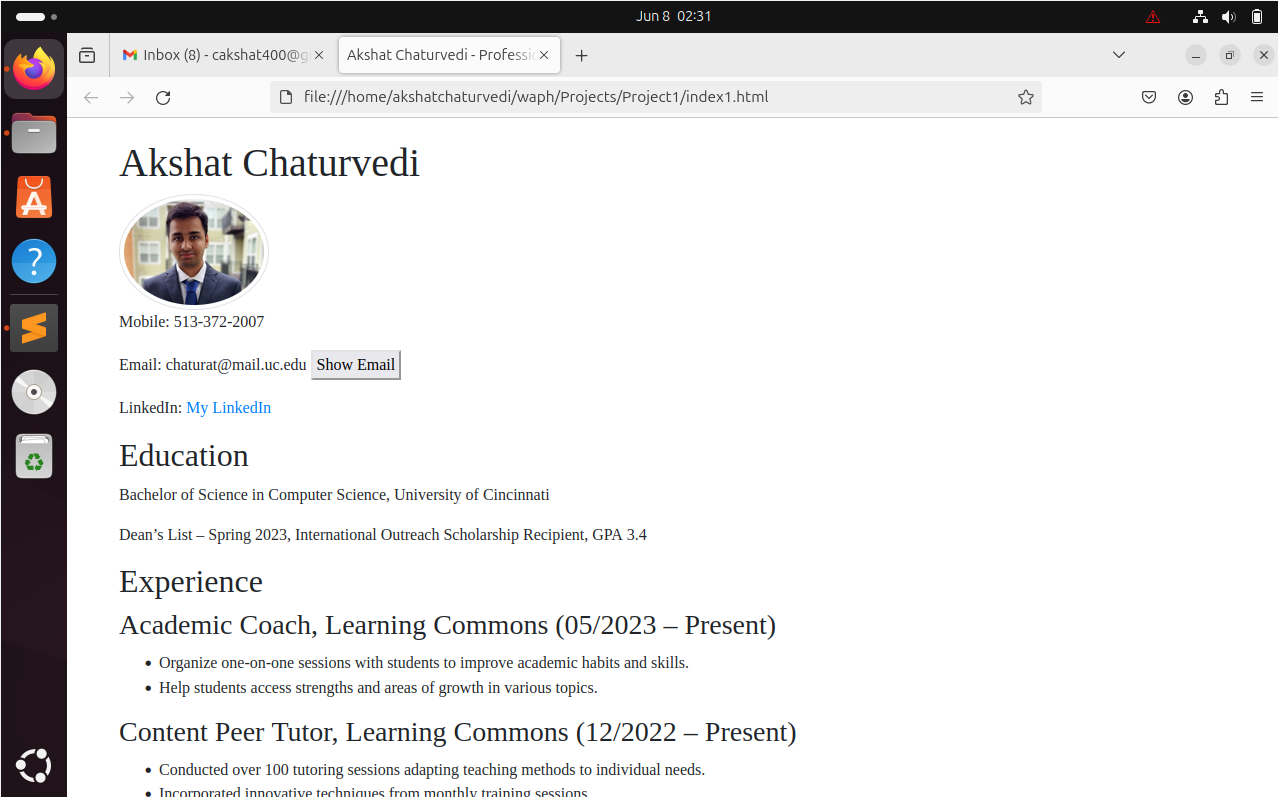 Jun 8 02:31
Inbox (8) - cakshat400@g
Akshat Chaturvedi - Professi
file:///home/akshatchaturvedi/waph/Projects/Project1/index1.html
Akshat Chaturvedi
Mobile: 513-372-2007
Email: chaturat@mail.uc.edu Show Email
LinkedIn: My LinkedIn
Education
Bachelor of Science in Computer Science, University of Cincinnati
Dean’s List – Spring 2023, International Outreach Scholarship Recipient, GPA 3.4
Experience
Academic Coach, Learning Commons (05/2023 – Present)
• Organize one-on-one sessions with students to improve academic habits and skills.
• Help students access strengths and areas of growth in various topics.
Content Peer Tutor, Learning Commons (12/2022 – Present)
• Conducted over 100 tutoring sessions adapting teaching methods to individual needs.
• Incorporated innovative techniques from monthly training sessions